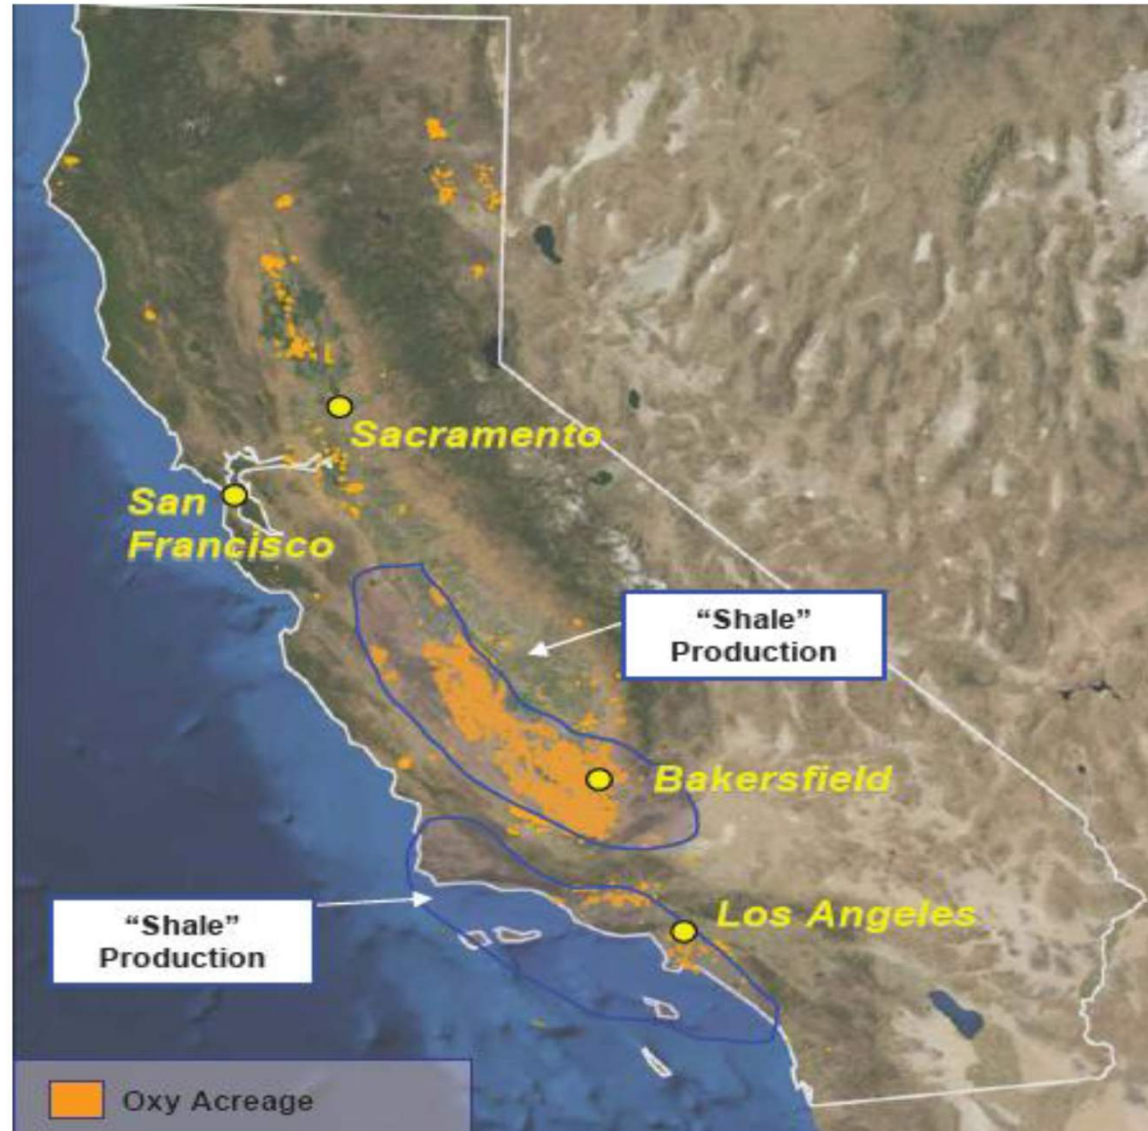 Sacramento
San
Francisco
“Shale”
Production
Bakersfield
“Shale”
Production
Los Angeles
Oxy Acreage